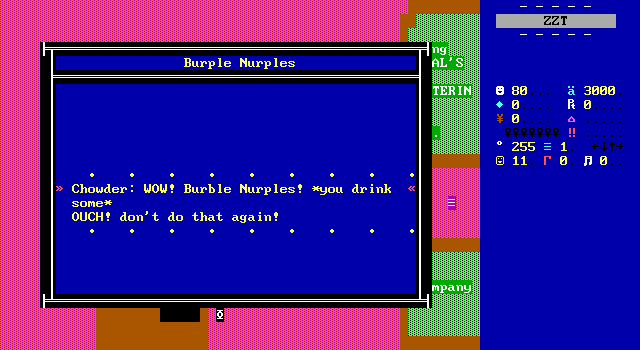 ZZT
Burple Nurples
ng
AL'S
TERIN
.
Chowder: WOW! Burble Nurples! *you drink
some*
OUCH! don't do that again!
mpany
80 3000
0 0
0
255 1
11 0 0